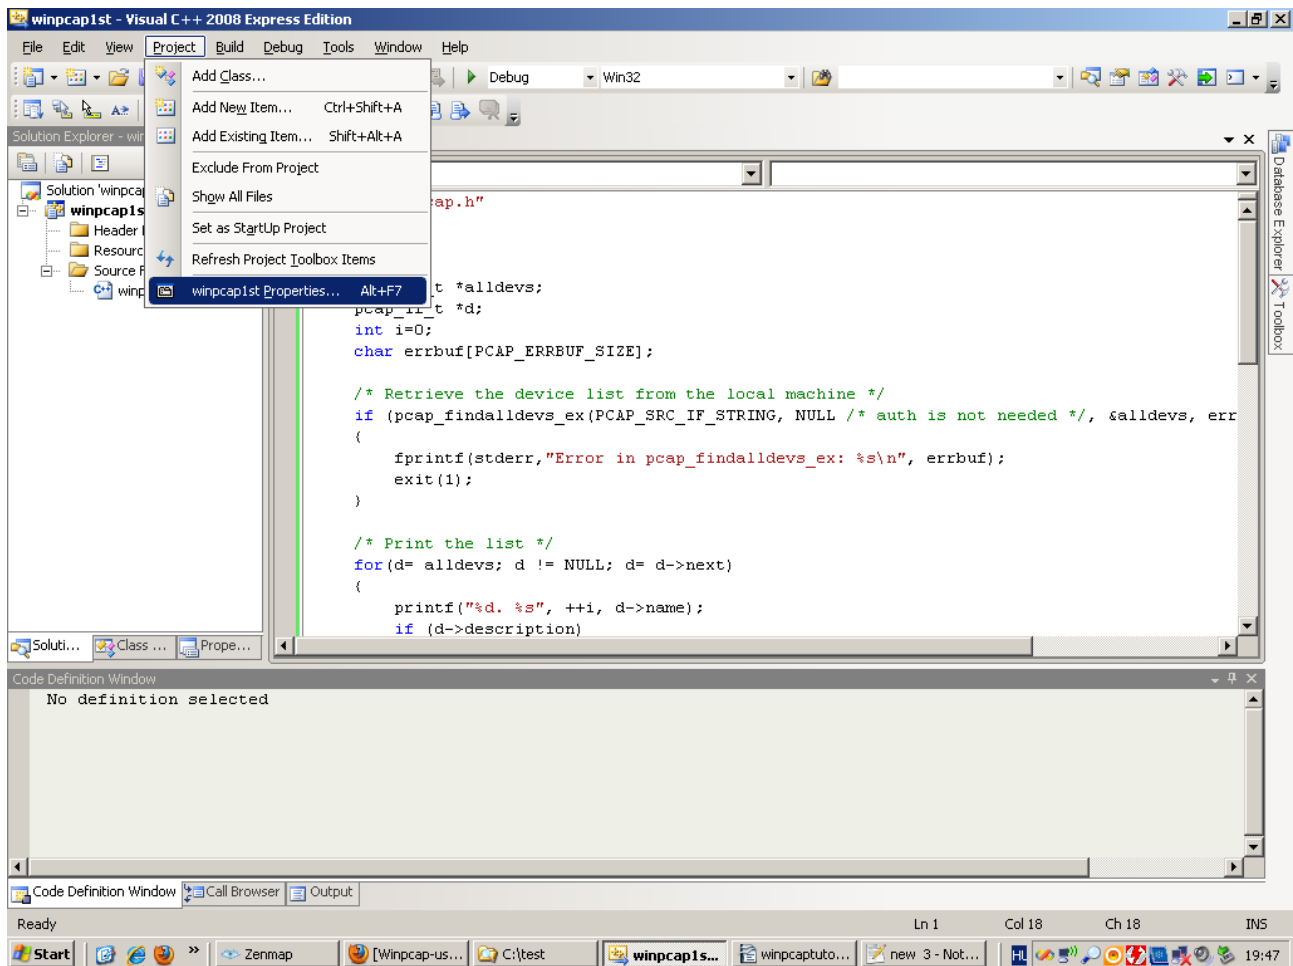 winpcap1st - Visual C++ 2008 Express Edition
File Edit View Project Build Debug Tools Window Help
Add Class...
Debug Win32
Add New Item... Ctrl+Shift+A
Add Existing Item... Shift+Alt+A
Exclude From Project
Show All Files
Set as StartUp Project
Refresh Project Toolbox Items
winpcap1st Properties... Alt+F7
Solution Explorer - win
Solution 'winpcap
winpcap1s
Header
Resourc
Source F
winp
cap.h"
t *alldevs;
pcap_if_t *d;
int i=0;
char errbuf[PCAP_ERRBUF_SIZE];
/* Retrieve the device list from the local machine */
if (pcap_findalldevs_ex(PCAP_SRC_IF_STRING, NULL /* auth is not needed */, &alldevs, err
{
fprintf(stderr,"Error in pcap_findalldevs_ex: %s\n", errbuf);
exit(1);
}
/* Print the list */
for(d= alldevs; d != NULL; d= d->next)
{
printf("%d. %s", ++i, d->name);
if (d->description)
Database Explorer
Toolbox
Soluti... Class ... Prope...
Code Definition Window
No definition selected
Code Definition Window Call Browser Output
Ready Ln 1 Col 18 Ch 18 INS
Start » Zenmap [Winpcap-us... C:\test winpcap1s... winpcaptuto... new 3 - Not... HL 19:47